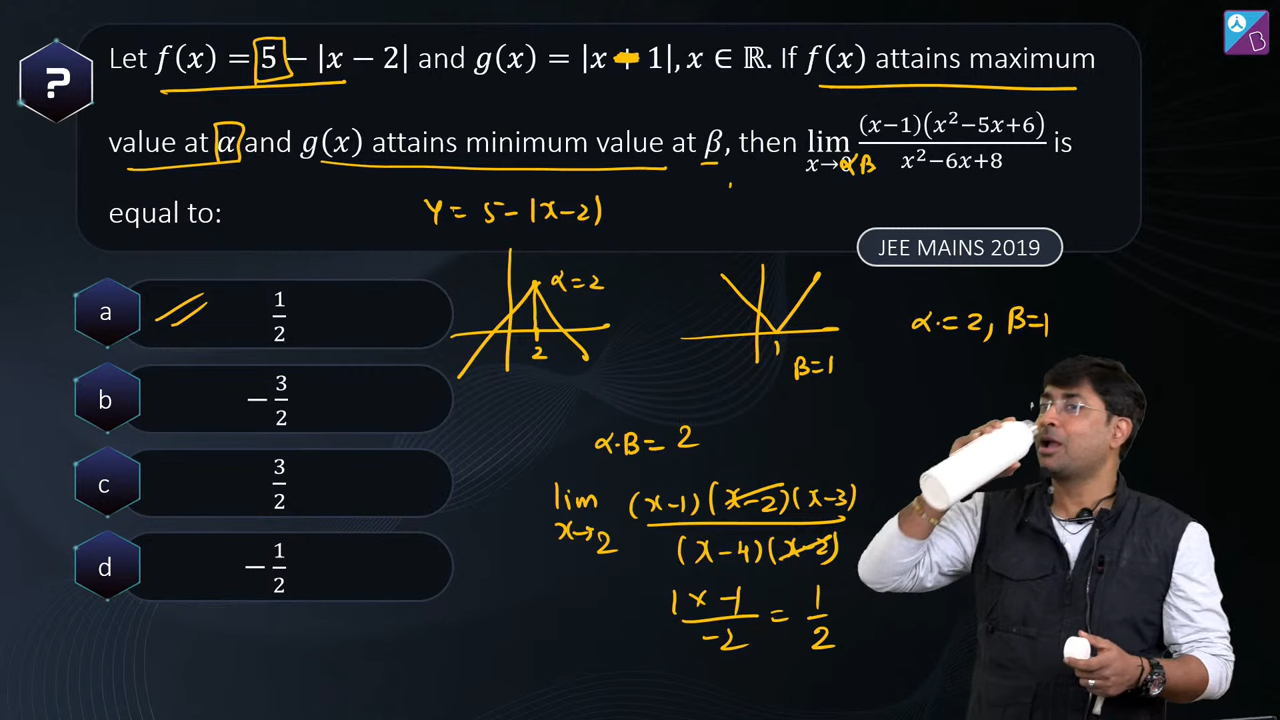 Let f(x) = 5 − |x − 2| and g(x) = |x − 1|, x ∈ ℝ. If f(x) attains maximum
value at α and g(x) attains minimum value at β, then lim x→αβ (x−1)(x²−5x+6)/(x²−6x+8) is
equal to:
?
JEE MAINS 2019
B
y = 5 − |x−2|
a 1/2
b −3/2
c 3/2
d −1/2
α=2
2
1
β=1
α = 2, β=1
α·β = 2
lim x→2 (x−1)(x−2)(x−3)/(x−4)(x−2)
1×−1/−2 = 1/2